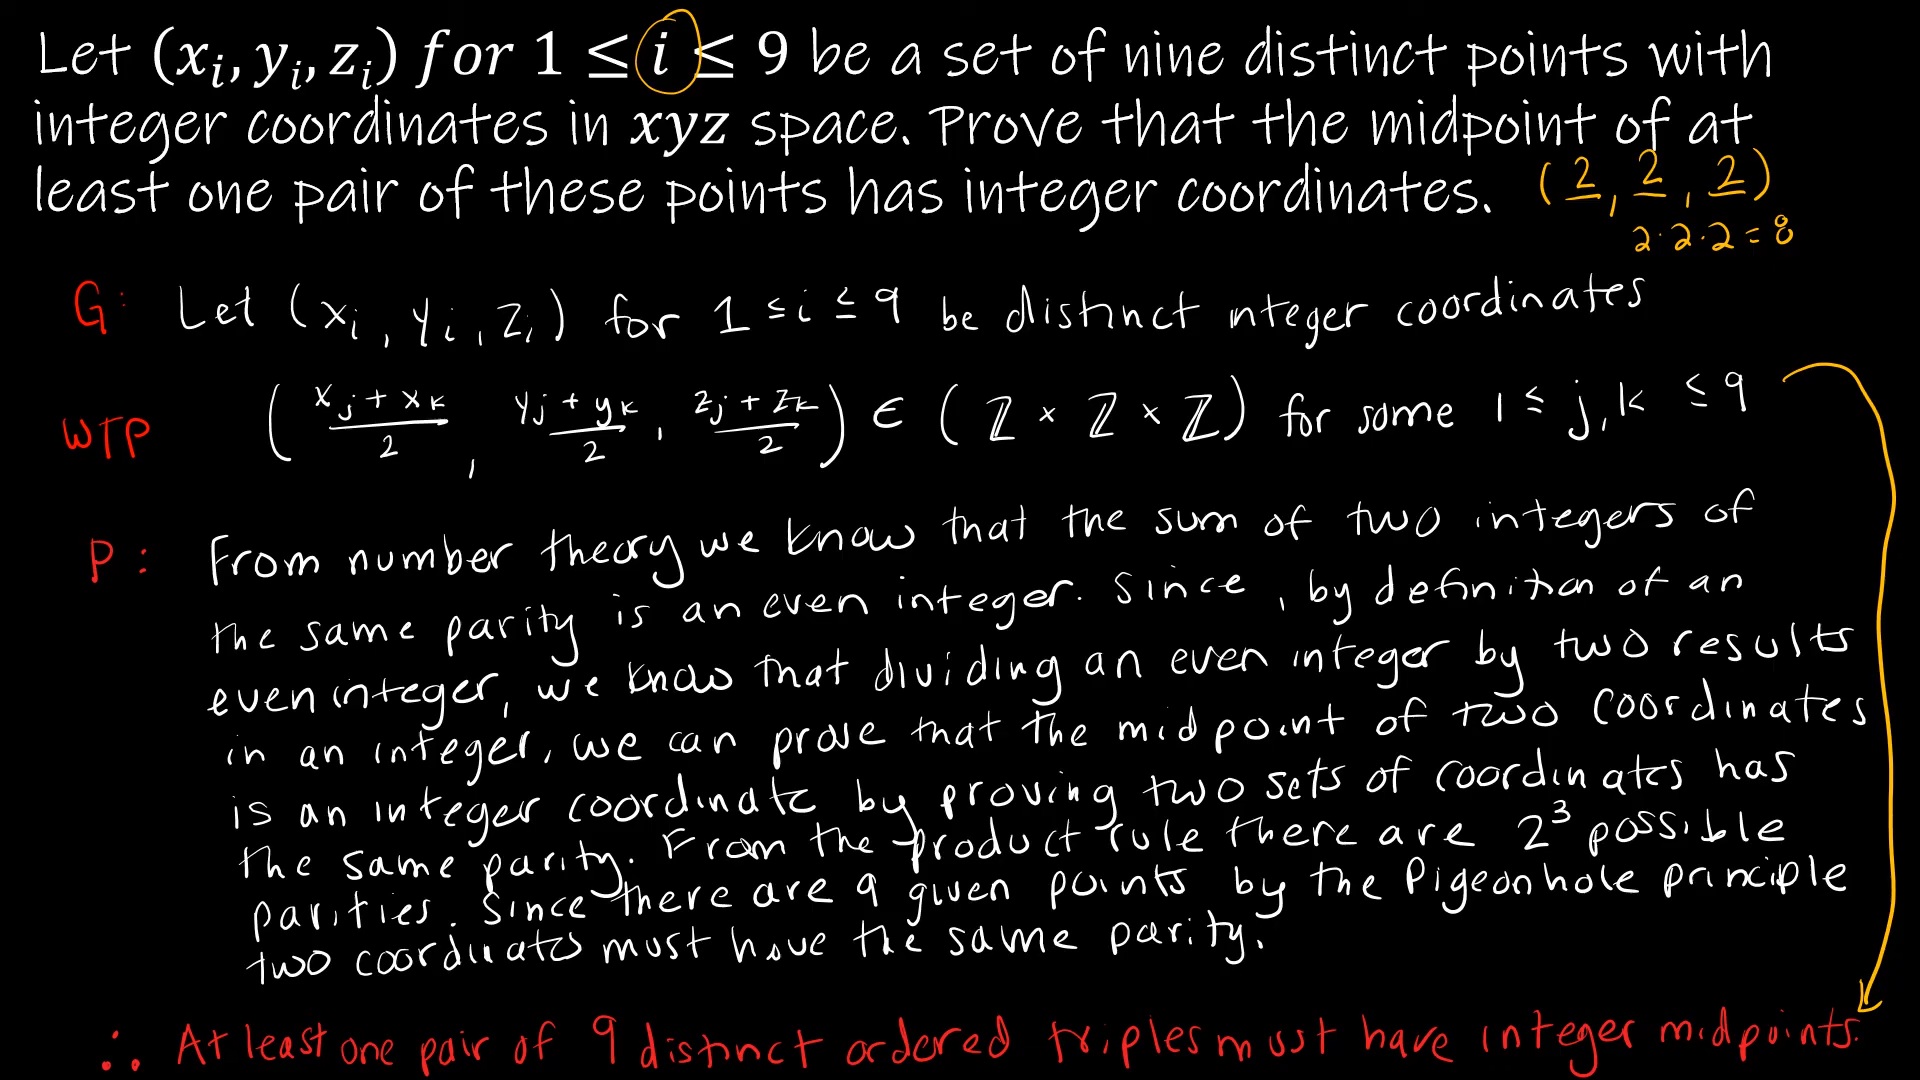 Let (xᵢ, yᵢ, zᵢ) for 1 ≤ i ≤ 9 be a set of nine distinct points with
integer coordinates in xyz space. Prove that the midpoint of at
least one pair of these points has integer coordinates.
(2, 2, 2)
2·2·2=8
G: Let (xᵢ, yᵢ, zᵢ) for 1 ≤ i ≤ 9 be distinct integer coordinates
WTP ((xⱼ + xₖ)/2, (yⱼ + yₖ)/2, (zⱼ + zₖ)/2) ∈ (ℤ × ℤ × ℤ) for some 1 ≤ j,k ≤ 9
P: From number theory we know that the sum of two integers of
the same parity is an even integer. Since, by definition of an
even integer, we know that dividing an even integer by two results
in an integer, we can prove that the midpoint of two coordinates
is an integer coordinate by proving two sets of coordinates has
the same parity. From the product rule there are 2³ possible
parities. Since there are 9 given points by the Pigeonhole principle
two coordinates must have the same parity.
∴ At least one pair of 9 distinct ordered triples must have integer midpoints.